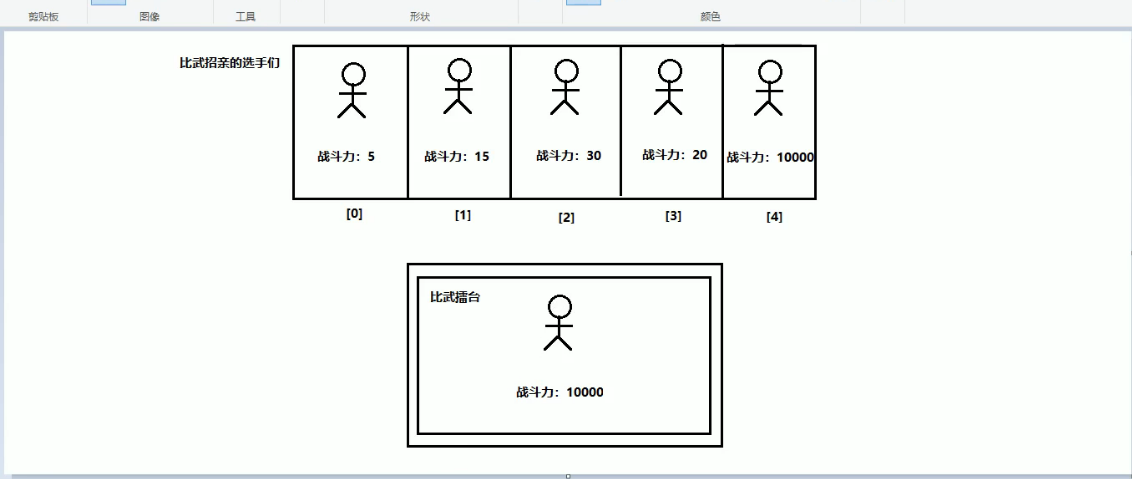 剪贴板 图像 工具 形状 颜色
比武招亲的选手们
战斗力：5 战斗力：15 战斗力：30 战斗力：20 战斗力：10000
[0] [1] [2] [3] [4]
比武擂台
战斗力：10000